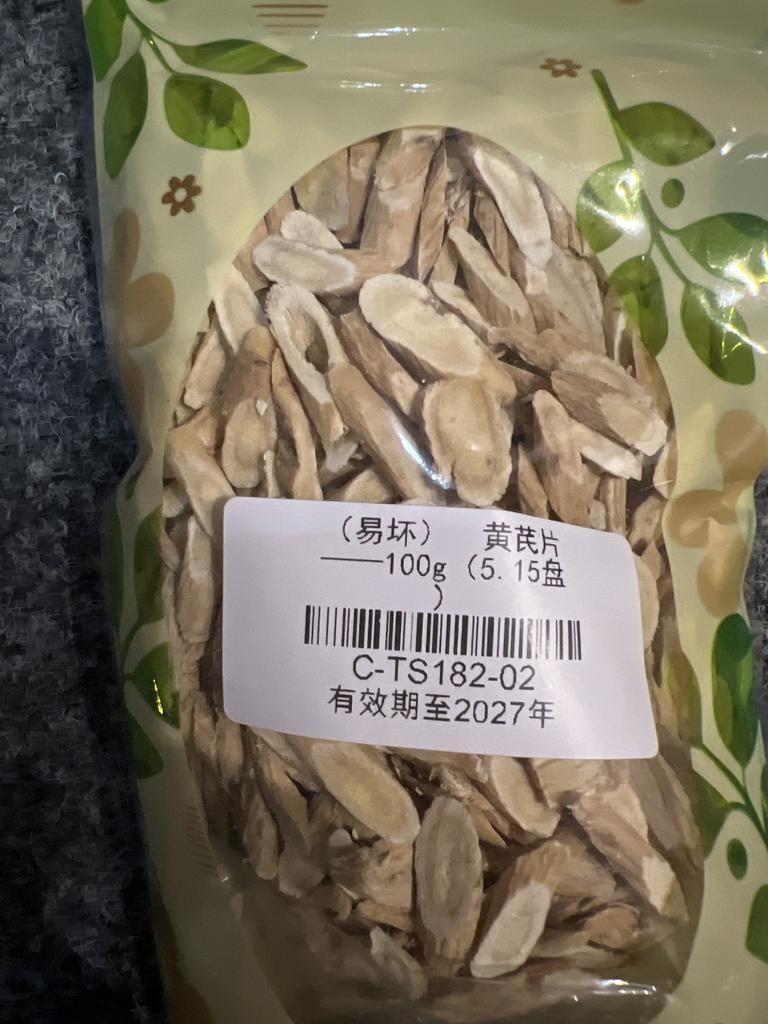 （易坏） 黄芪片
——100g（5.15盘
）
C-TS182-02
有效期至2027年